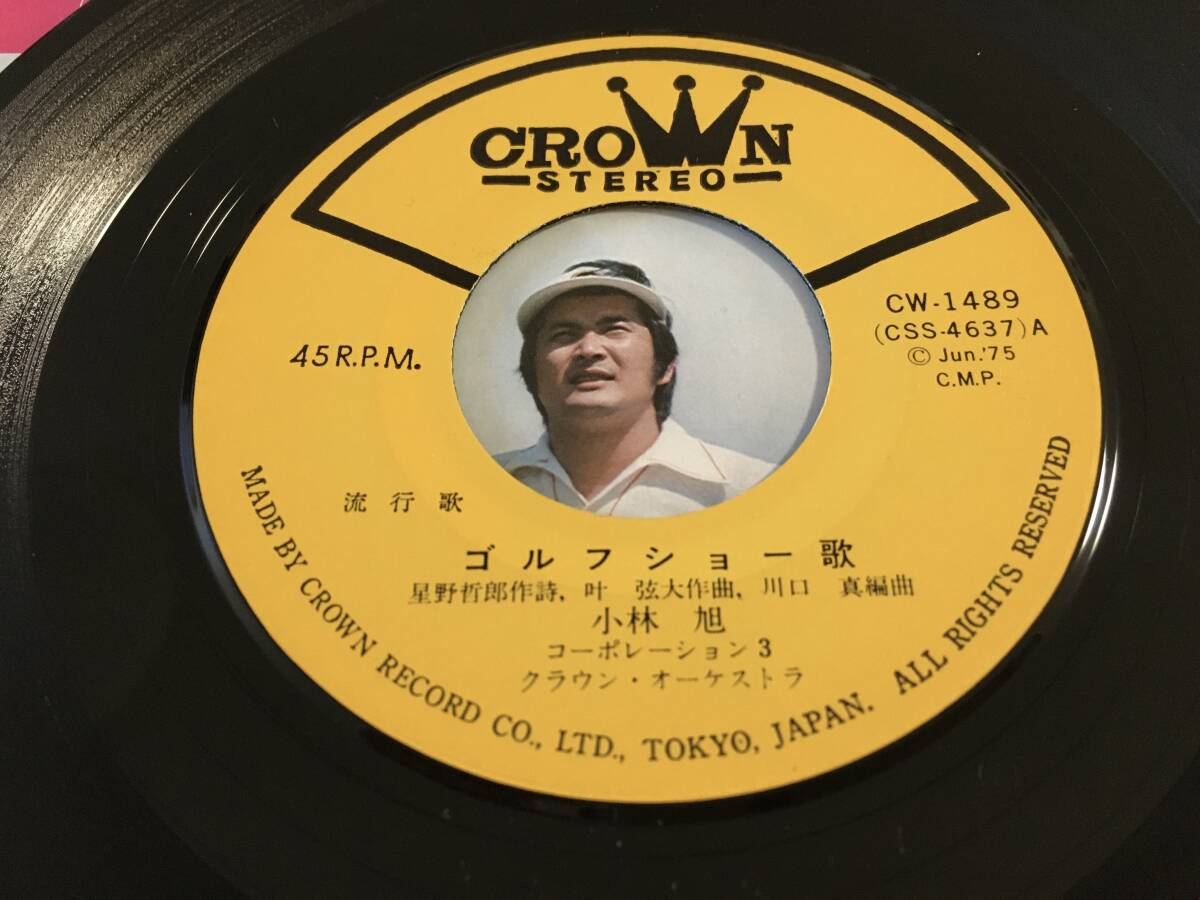 CROWN
STEREO
45 R.P.M.
CW-1489
(CSS-4637) A
© Jun.'75
C.M.P.
流行歌
ゴルフショー歌
星野哲郎作詩, 叶 弦大作曲, 川口 真編曲
小林 旭
コーポレーション3
クラウン・オーケストラ
MADE BY CROWN RECORD CO., LTD., TOKYO, JAPAN. ALL RIGHTS RESERVED